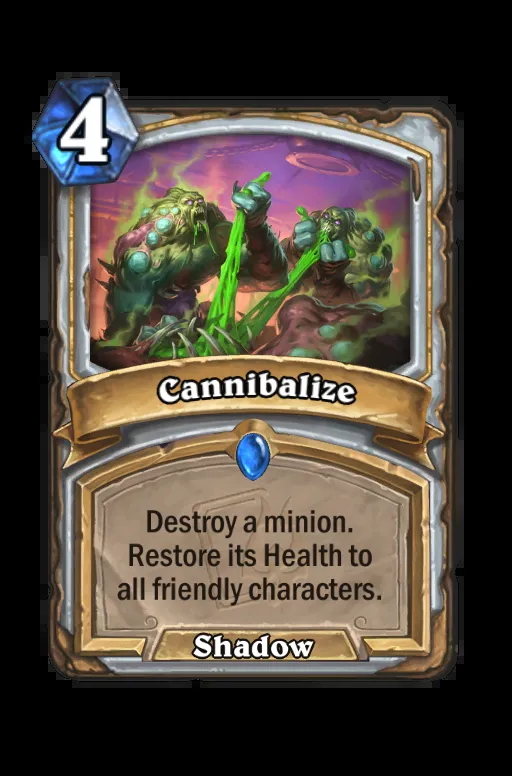 4
Cannibalize
Destroy a minion.
Restore its Health to
all friendly characters.
Shadow